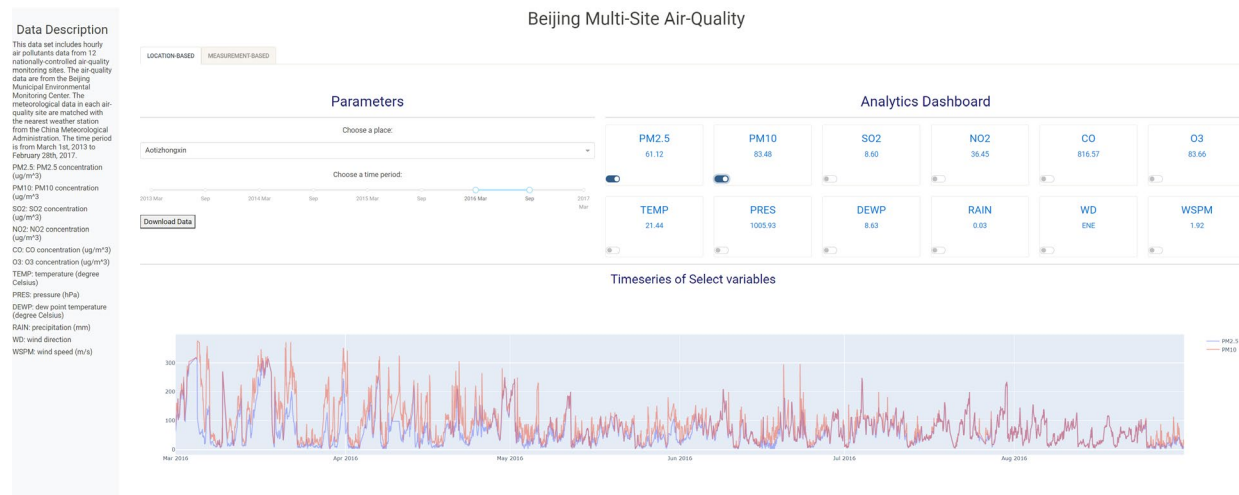 Beijing Multi-Site Air-Quality
Data Description
This data set includes hourly
air pollutants data from 12
nationally-controlled air-quality
monitoring sites. The air-quality
data are from the Beijing
Municipal Environmental
Monitoring Center. The
meteorological data in each air-
quality site are matched with
the nearest weather station
from the China Meteorological
Administration. The time period
is from March 1st, 2013 to
February 28th, 2017.
PM2.5: PM2.5 concentration
(ug/m^3)
PM10: PM10 concentration
(ug/m^3
SO2: SO2 concentration
(ug/m^3)
NO2: NO2 concentration
(ug/m^3)
CO: CO concentration (ug/m^3)
O3: O3 concentration (ug/m^3)
TEMP: temperature (degree
Celsius)
PRES: pressure (hPa)
DEWP: dew point temperature
(degree Celsius)
RAIN: precipitation (mm)
WD: wind direction
WSPM: wind speed (m/s)
LOCATION-BASED MEASUREMENT-BASED
Parameters
Choose a place:
Aotizhongxin
Choose a time period:
2013 Mar Sep 2014 Mar Sep 2015 Mar Sep 2016 Mar Sep 2017
Mar
Download Data
Analytics Dashboard
PM2.5 PM10 SO2 NO2 CO O3
61.12 83.48 8.60 36.45 816.57 83.66
TEMP PRES DEWP RAIN WD WSPM
21.44 1005.93 8.63 0.03 ENE 1.92
Timeseries of Select variables
PM2.5
PM10
300
200
100
0
Mar 2016 Apr 2016 May 2016 Jun 2016 Jul 2016 Aug 2016